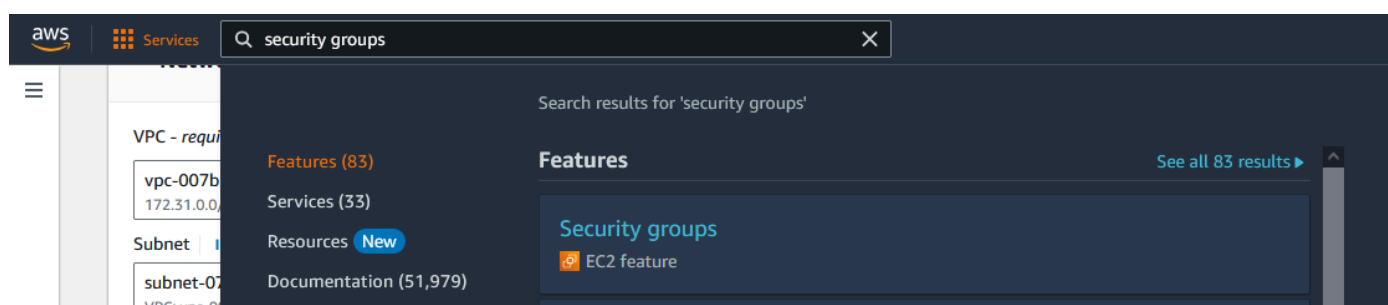 aws
Services
security groups
Search results for 'security groups'
VPC - requi
vpc-007b
172.31.0.0/
Subnet
subnet-07
Features (83)
Services (33)
Resources New
Documentation (51,979)
Features
See all 83 results
Security groups
EC2 feature